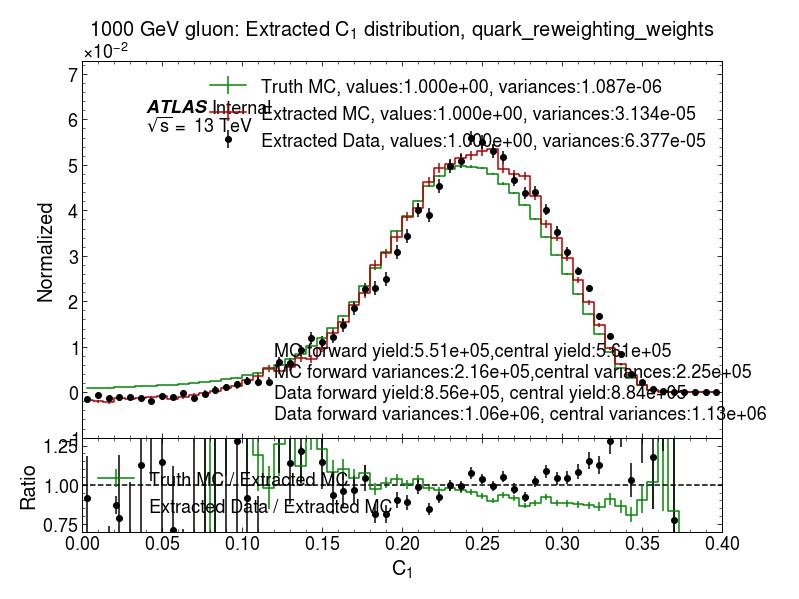 1000 GeV gluon: Extracted C₁ distribution, quark_reweighting_weights
×10⁻²
Truth MC, values:1.000e+00, variances:1.087e-06
ATLAS Internal
Extracted MC, values:1.000e+00, variances:3.134e-05
√s = 13 TeV
Extracted Data, values:1.000e+00, variances:6.377e-05
7
6
5
4
3
2
1
0
Normalized
MC forward yield:5.51e+05,central yield:5.61e+05
MC forward variances:2.16e+05,central variances:2.25e+05
Data forward yield:8.56e+05, central yield:8.84e+05
Data forward variances:1.06e+06, central variances:1.13e+06
1.25
1.00
0.75
Ratio
Truth MC / Extracted MC
Extracted Data / Extracted MC
0.00 0.05 0.10 0.15 0.20 0.25 0.30 0.35 0.40
C₁